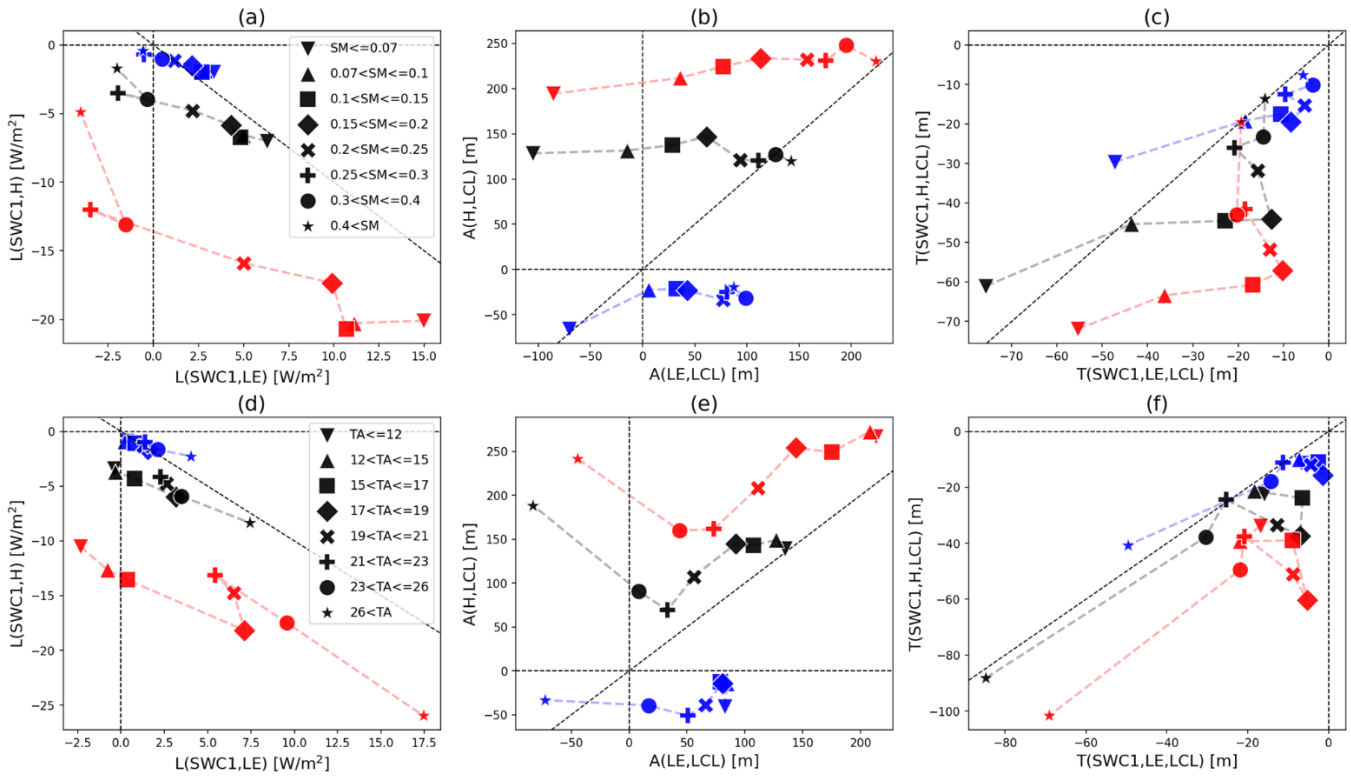 (a)
L(SWC1,H) [W/m²]
0
−5
−10
−15
−20
−2.5 0.0 2.5 5.0 7.5 10.0 12.5 15.0
L(SWC1,LE) [W/m²]
SM<=0.07
0.07<SM<=0.1
0.1<SM<=0.15
0.15<SM<=0.2
0.2<SM<=0.25
0.25<SM<=0.3
0.3<SM<=0.4
0.4<SM
(b)
A(H,LCL) [m]
250
200
150
100
50
0
−50
−100 −50 0 50 100 150 200
A(LE,LCL) [m]
(c)
T(SWC1,H,LCL) [m]
0
−10
−20
−30
−40
−50
−60
−70
−70 −60 −50 −40 −30 −20 −10 0
T(SWC1,LE,LCL) [m]
(d)
L(SWC1,H) [W/m²]
0
−5
−10
−15
−20
−25
−2.5 0.0 2.5 5.0 7.5 10.0 12.5 15.0 17.5
L(SWC1,LE) [W/m²]
TA<=12
12<TA<=15
15<TA<=17
17<TA<=19
19<TA<=21
21<TA<=23
23<TA<=26
26<TA
(e)
A(H,LCL) [m]
250
200
150
100
50
0
−50
−50 0 50 100 150 200
A(LE,LCL) [m]
(f)
T(SWC1,H,LCL) [m]
0
−20
−40
−60
−80
−100
−80 −60 −40 −20 0
T(SWC1,LE,LCL) [m]